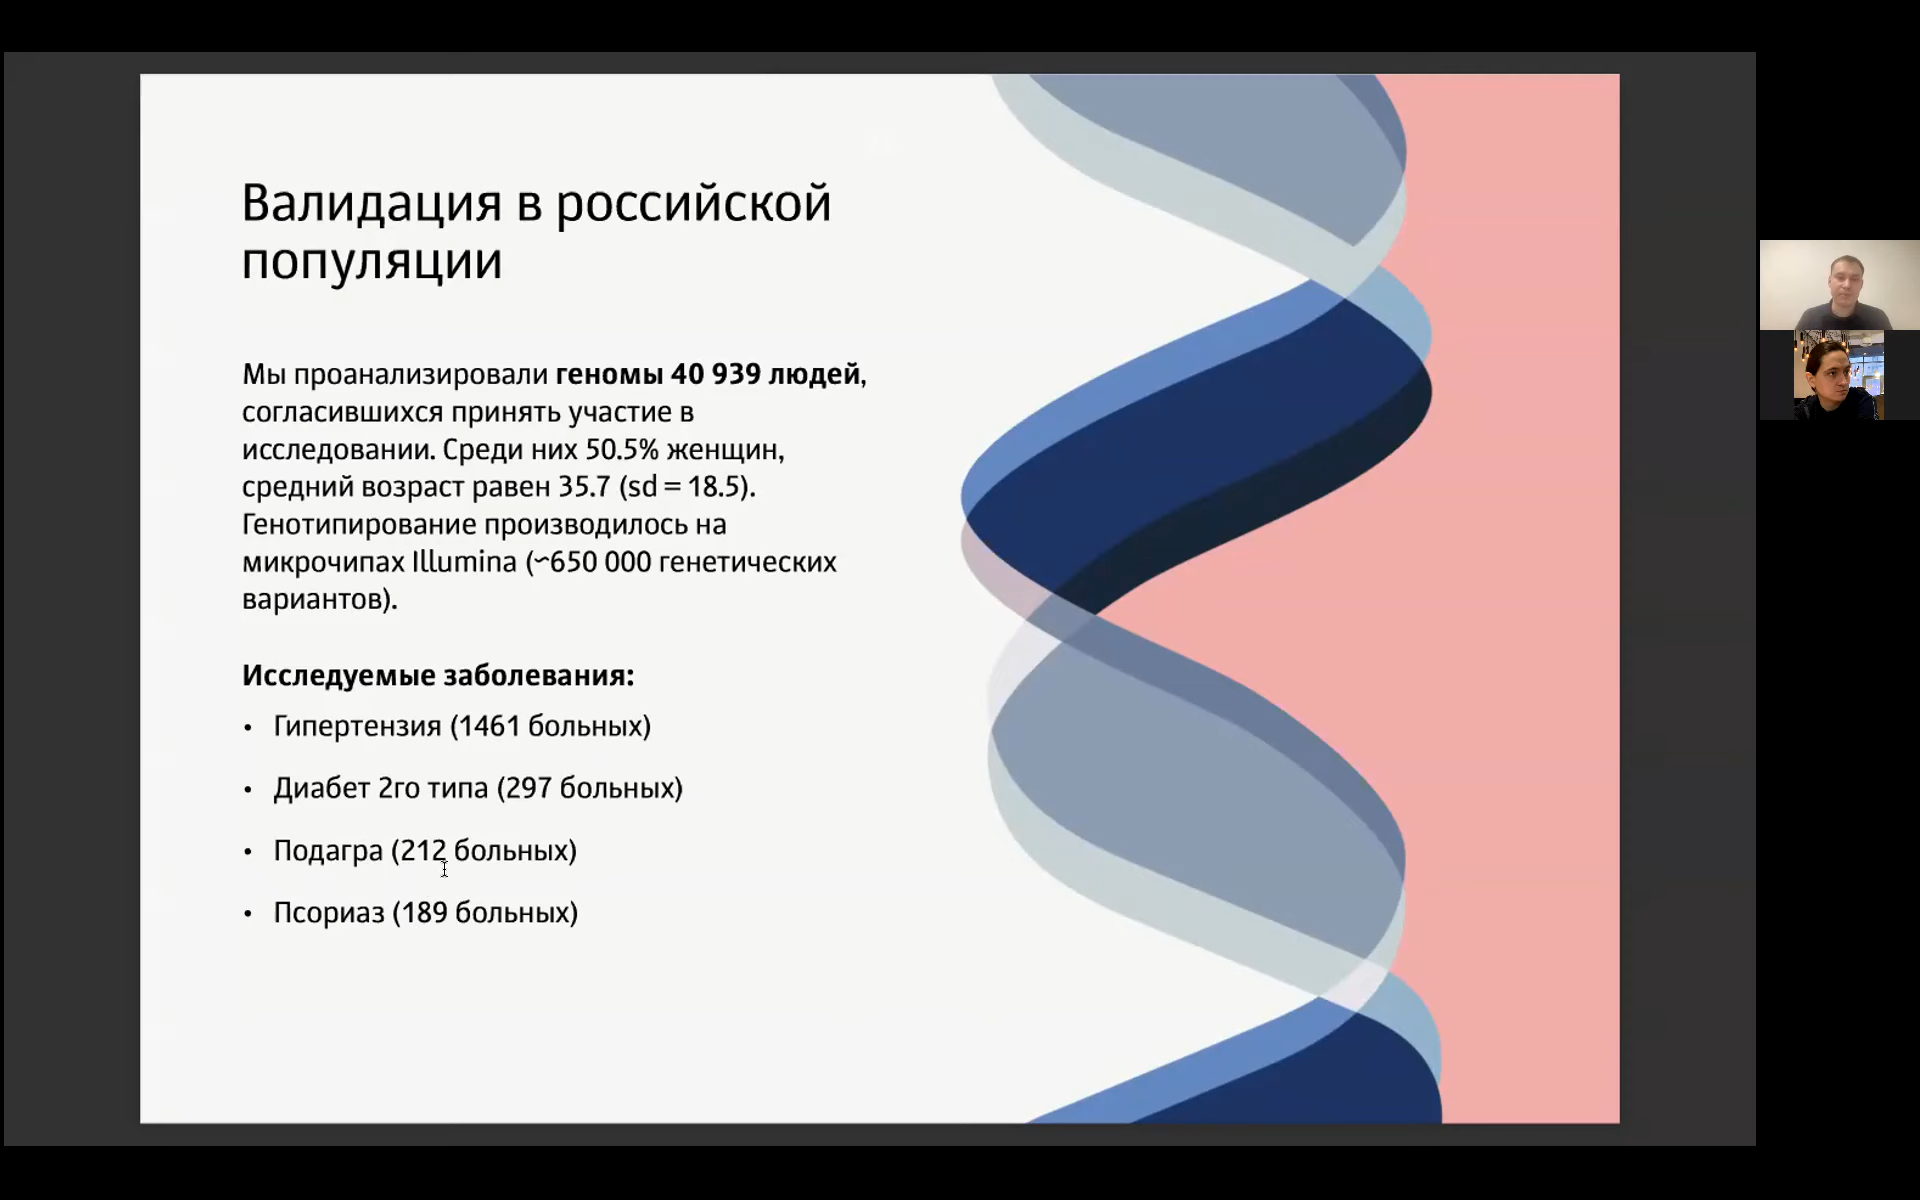 Валидация в российской
популяции
Мы проанализировали геномы 40 939 людей,
согласившихся принять участие в
исследовании. Среди них 50.5% женщин,
средний возраст равен 35.7 (sd = 18.5).
Генотипирование производилось на
микрочипах Illumina (~650 000 генетических
вариантов).
Исследуемые заболевания:
• Гипертензия (1461 больных)
• Диабет 2го типа (297 больных)
• Подагра (212 больных)
• Псориаз (189 больных)